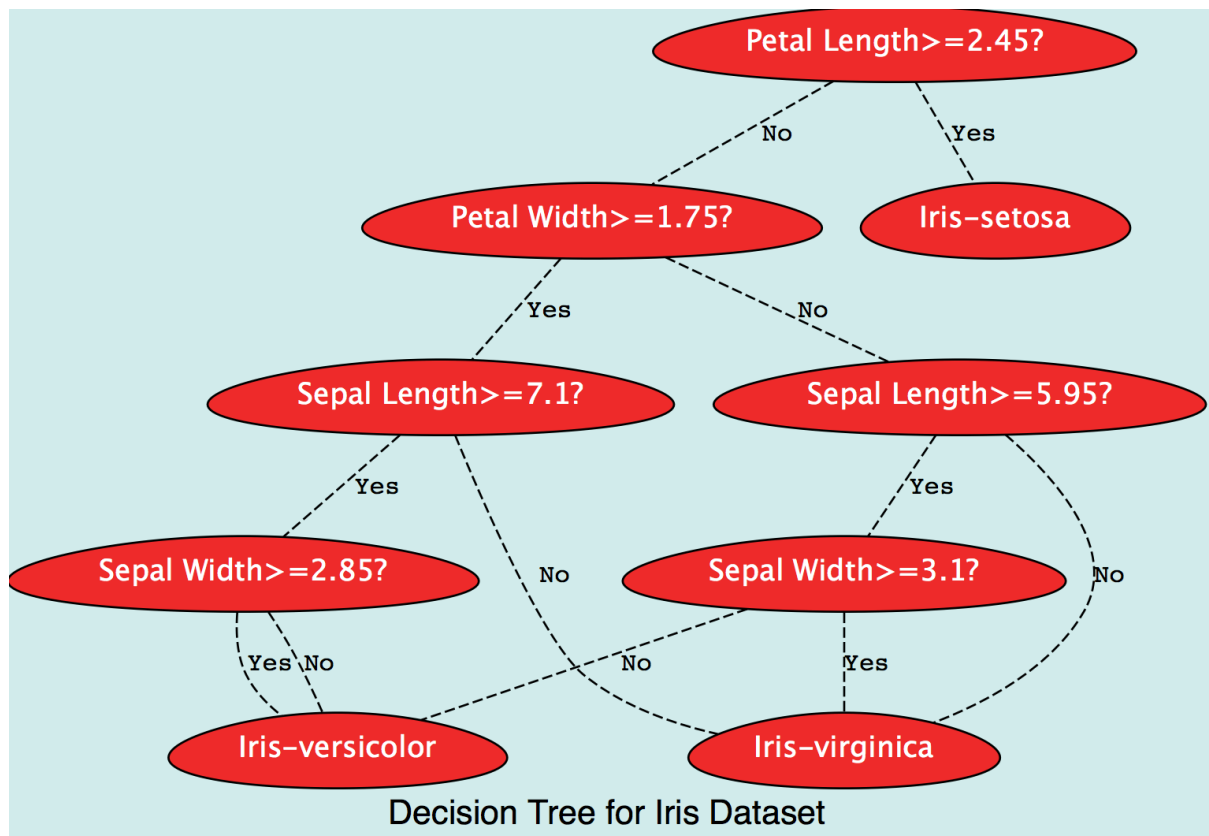 Petal Length>=2.45?
No
Yes
Petal Width>=1.75?
Iris-setosa
Yes
No
Sepal Length>=7.1?
Sepal Length>=5.95?
Yes
Yes
Sepal Width>=2.85?
No
Sepal Width>=3.1?
No
Yes
No
No
Yes
Iris-versicolor
Iris-virginica
Decision Tree for Iris Dataset